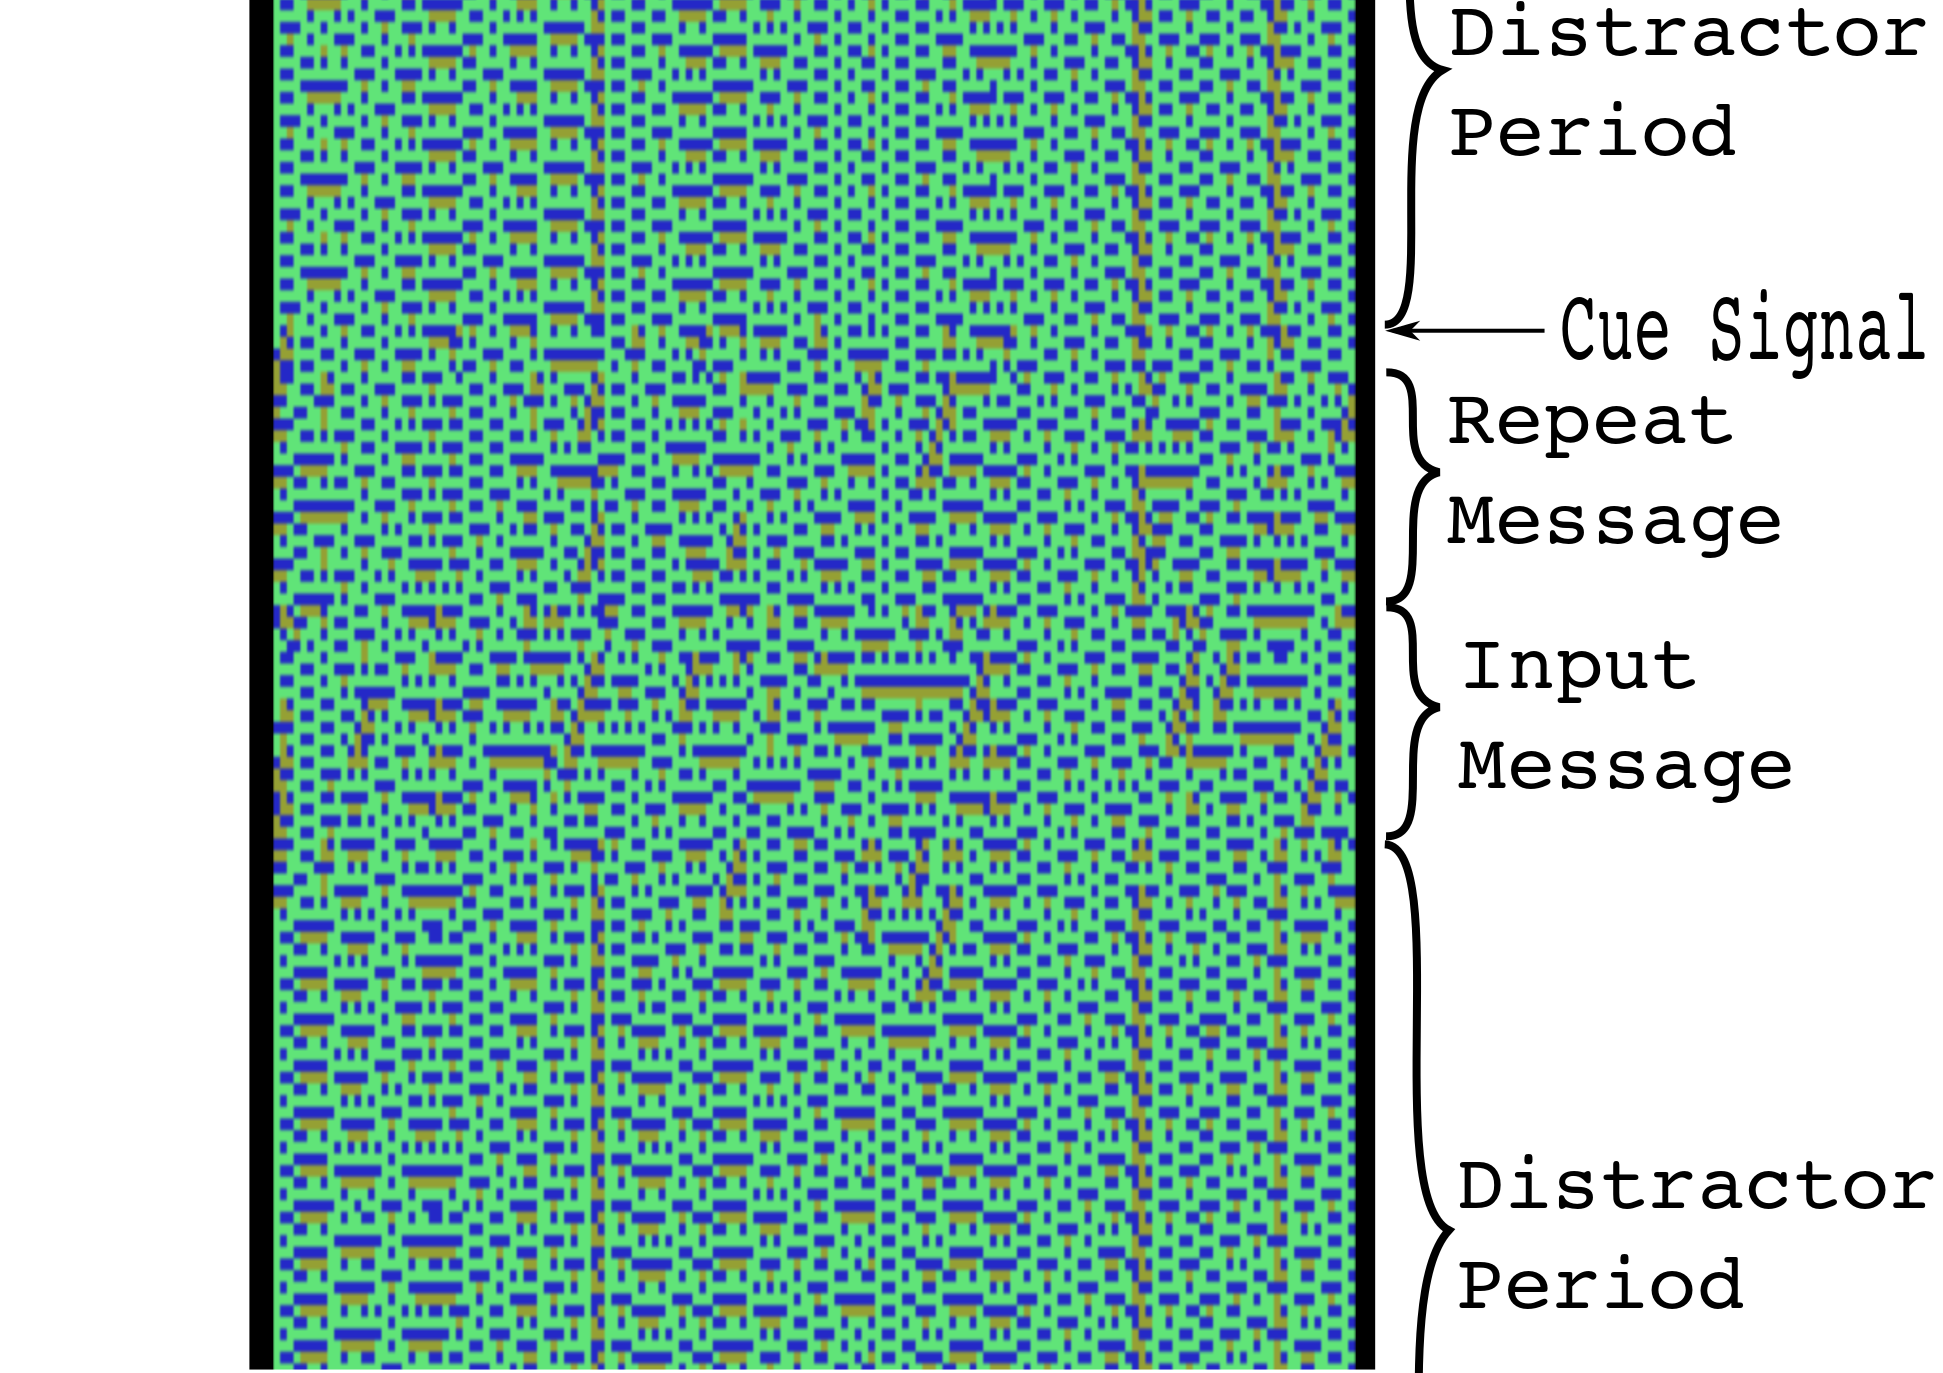 Distractor
Period
Cue Signal
Repeat
Message
Input
Message
Distractor
Period